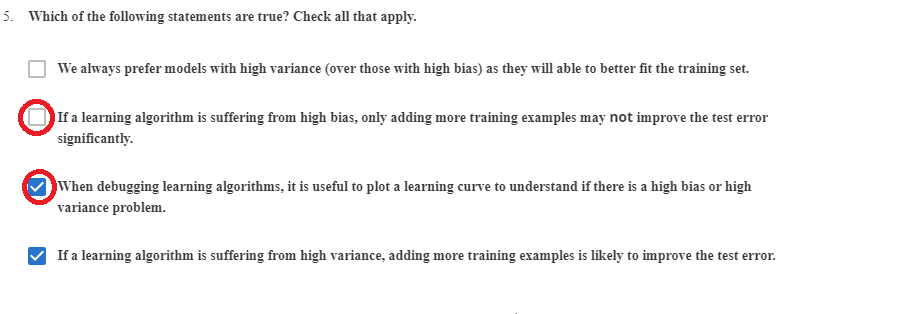 5. Which of the following statements are true? Check all that apply.
We always prefer models with high variance (over those with high bias) as they will able to better fit the training set.
If a learning algorithm is suffering from high bias, only adding more training examples may not improve the test error
significantly.
When debugging learning algorithms, it is useful to plot a learning curve to understand if there is a high bias or high
variance problem.
If a learning algorithm is suffering from high variance, adding more training examples is likely to improve the test error.